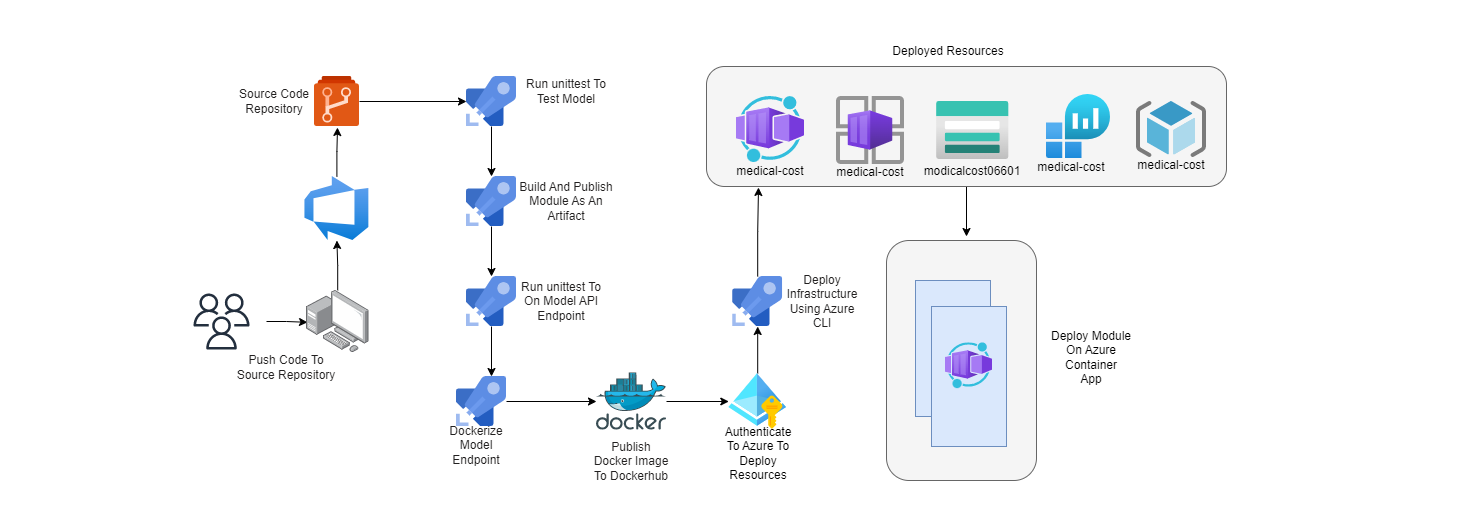 Deployed Resources
Source Code
Repository
Run unittest To
Test Model
medical-cost
medical-cost
modicalcost06601
medical-cost
medical-cost
Build And Publish
Module As An
Artifact
Run unittest To
On Model API
Endpoint
Deploy
Infrastructure
Using Azure
CLI
Push Code To
Source Repository
Deploy Module
On Azure
Container
App
docker
Dockerize
Model
Endpoint
Publish
Docker Image
To Dockerhub
Authenticate
To Azure To
Deploy
Resources